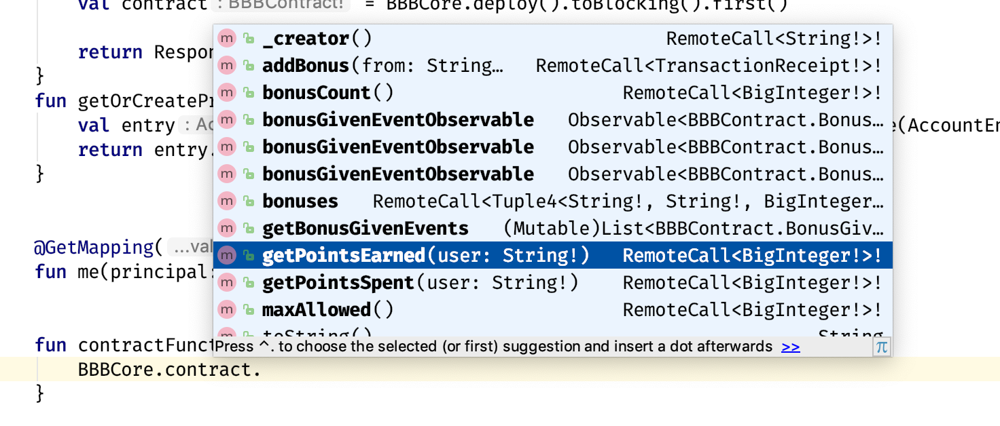 val contract : BBBContract! = BBBCore.deploy().toBlocking().first()
return Respon
}
fun getOrCreatePr
val entry : Ac
e(AccountEn
return entry.
}
@GetMapping( ...val
fun me(principal:
fun contractFunct
BBBCore.contract.
}
m _creator() RemoteCall<String!>!
m addBonus(from: String… RemoteCall<TransactionReceipt!>!
m bonusCount() RemoteCall<BigInteger!>!
m bonusGivenEventObservable Observable<BBBContract.Bonus…
m bonusGivenEventObservable Observable<BBBContract.Bonus…
m bonusGivenEventObservable Observable<BBBContract.Bonus…
m bonuses RemoteCall<Tuple4<String!, String!, BigInteger…
m getBonusGivenEvents (Mutable)List<BBBContract.BonusGiv…
m getPointsEarned(user: String!) RemoteCall<BigInteger!>!
m getPointsSpent(user: String!) RemoteCall<BigInteger!>!
m maxAllowed() RemoteCall<BigInteger!>!
m toString() String
Press ^. to choose the selected (or first) suggestion and insert a dot afterwards >> π